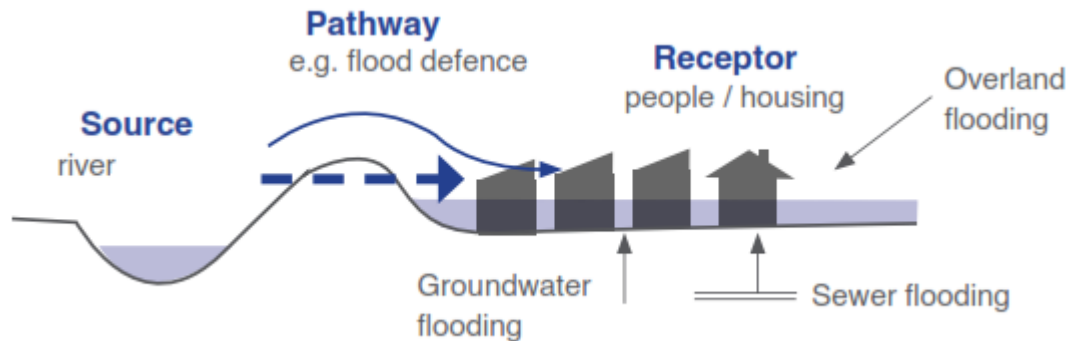 Pathway
e.g. flood defence
Receptor
people / housing
Overland
flooding
Source
river
Groundwater
flooding
Sewer flooding